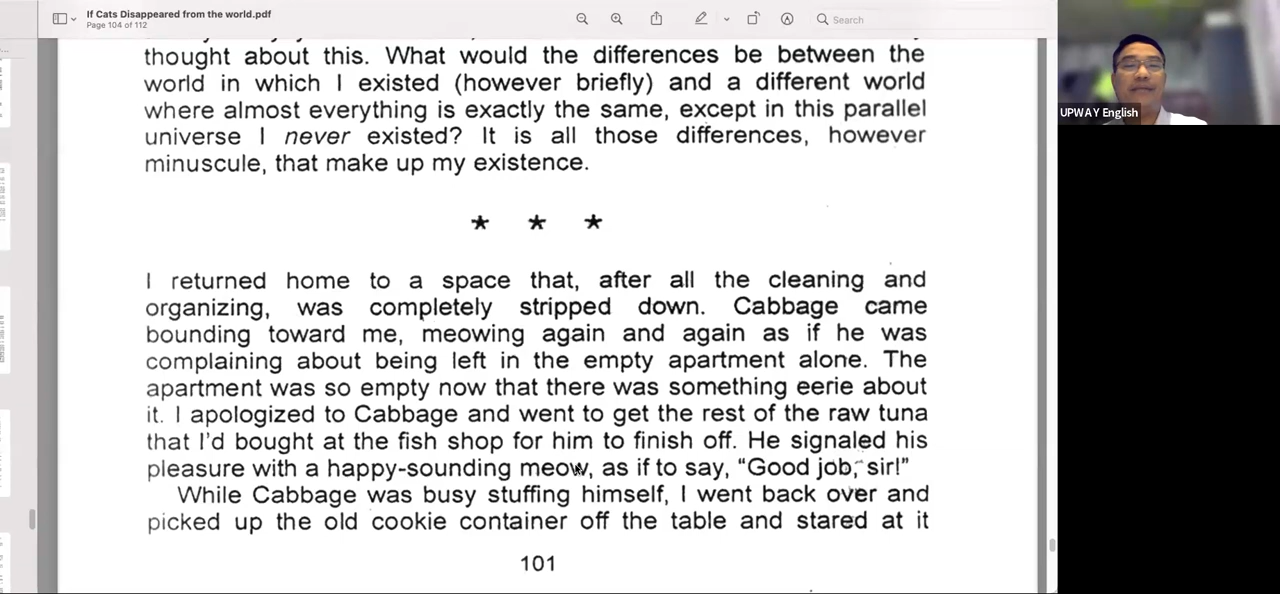 If Cats Disappeared from the world.pdf
Page 104 of 112
Search
UPWAY English
thought about this. What would the differences be between the
world in which I existed (however briefly) and a different world
where almost everything is exactly the same, except in this parallel
universe I never existed? It is all those differences, however
minuscule, that make up my existence.
* * *
I returned home to a space that, after all the cleaning and
organizing, was completely stripped down. Cabbage came
bounding toward me, meowing again and again as if he was
complaining about being left in the empty apartment alone. The
apartment was so empty now that there was something eerie about
it. I apologized to Cabbage and went to get the rest of the raw tuna
that I'd bought at the fish shop for him to finish off. He signaled his
pleasure with a happy-sounding meow, as if to say, “Good job, sir!”
While Cabbage was busy stuffing himself, I went back over and
picked up the old cookie container off the table and stared at it
101